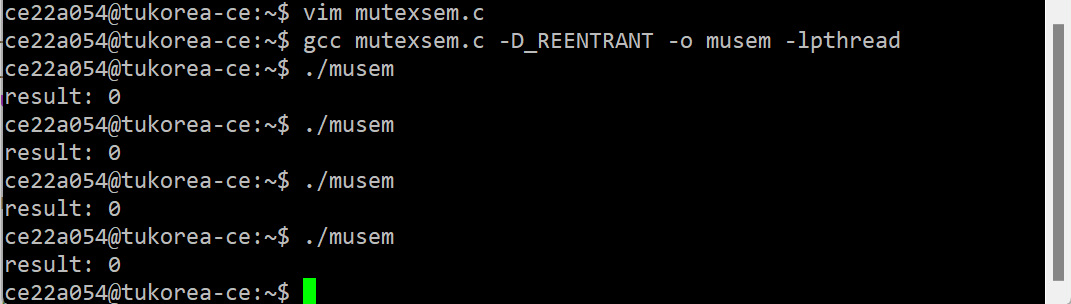 ce22a054@tukorea-ce:~$ vim mutexsem.c
ce22a054@tukorea-ce:~$ gcc mutexsem.c -D_REENTRANT -o musem -lpthread
ce22a054@tukorea-ce:~$ ./musem
result: 0
ce22a054@tukorea-ce:~$ ./musem
result: 0
ce22a054@tukorea-ce:~$ ./musem
result: 0
ce22a054@tukorea-ce:~$ ./musem
result: 0
ce22a054@tukorea-ce:~$